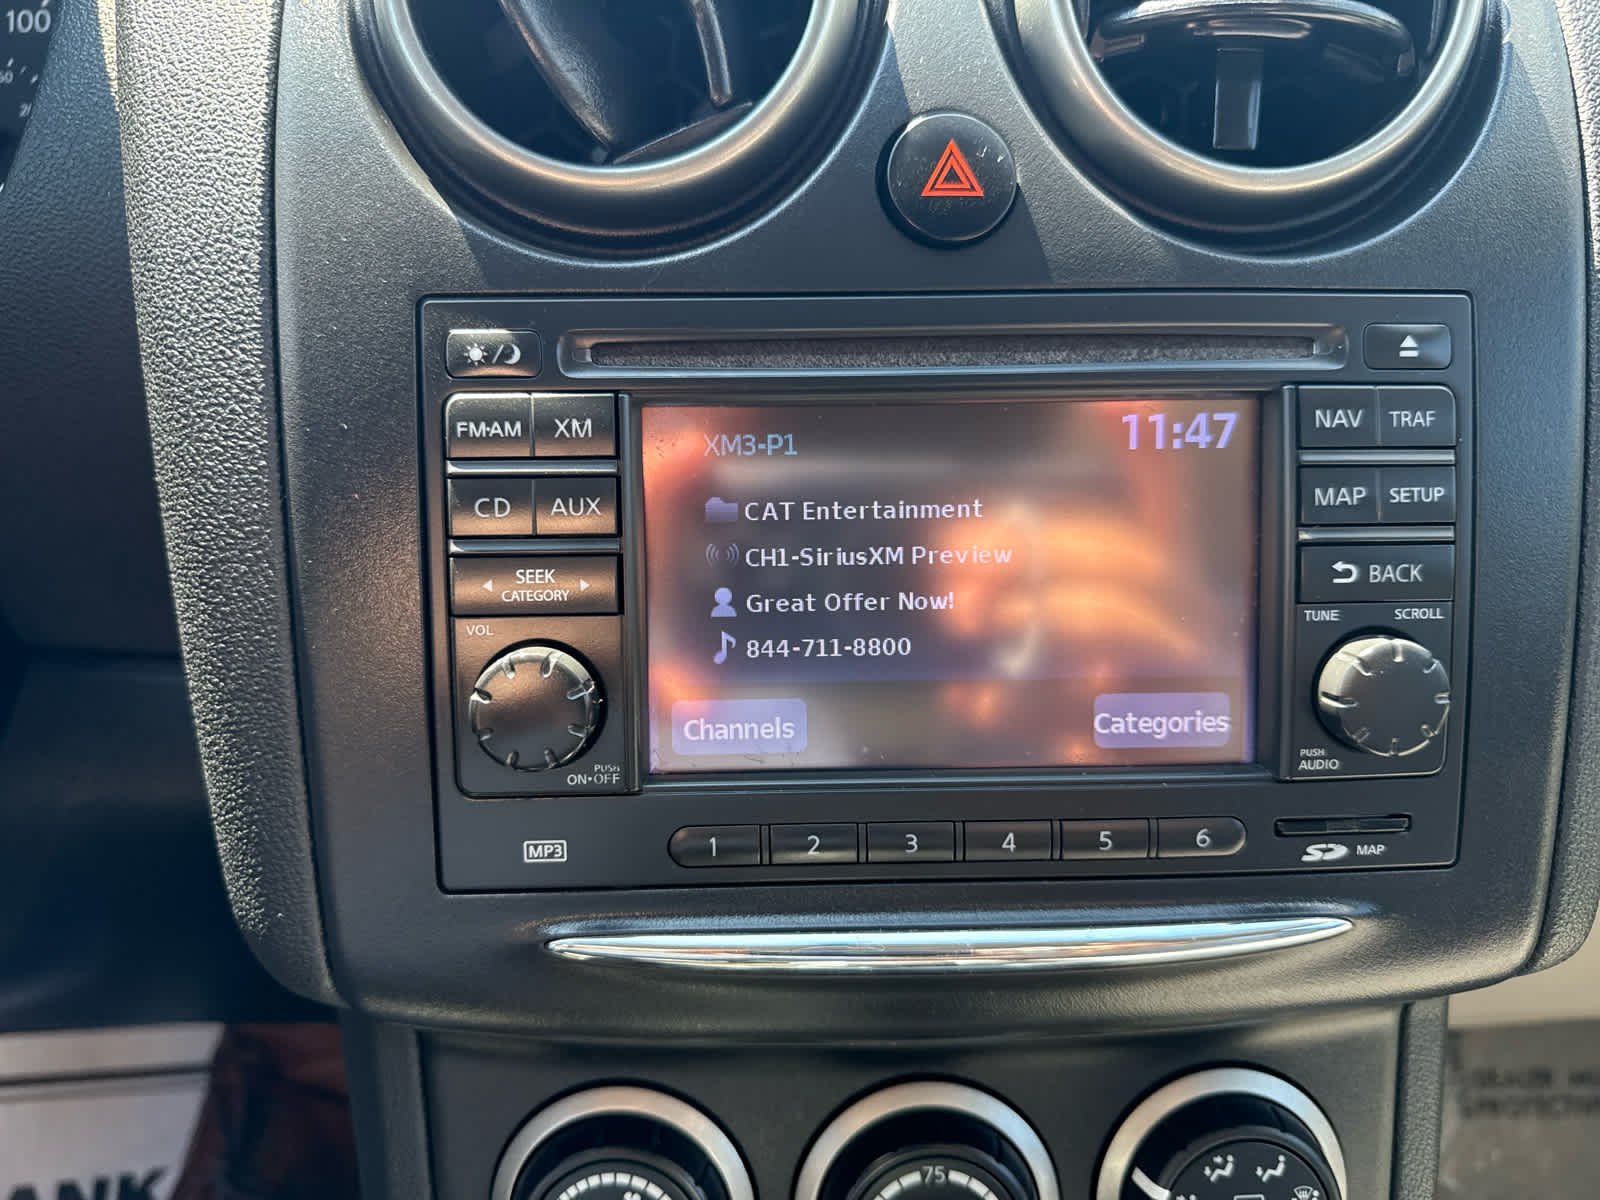 100
FM·AM
XM
CD
AUX
SEEK
CATEGORY
VOL
PUSH
ON·OFF
XM3-P1
11:47
CAT Entertainment
CH1-SiriusXM Preview
Great Offer Now!
844-711-8800
Channels
Categories
NAV
TRAF
MAP
SETUP
BACK
TUNE
SCROLL
PUSH
AUDIO
MP3
1
2
3
4
5
6
SD
MAP
75